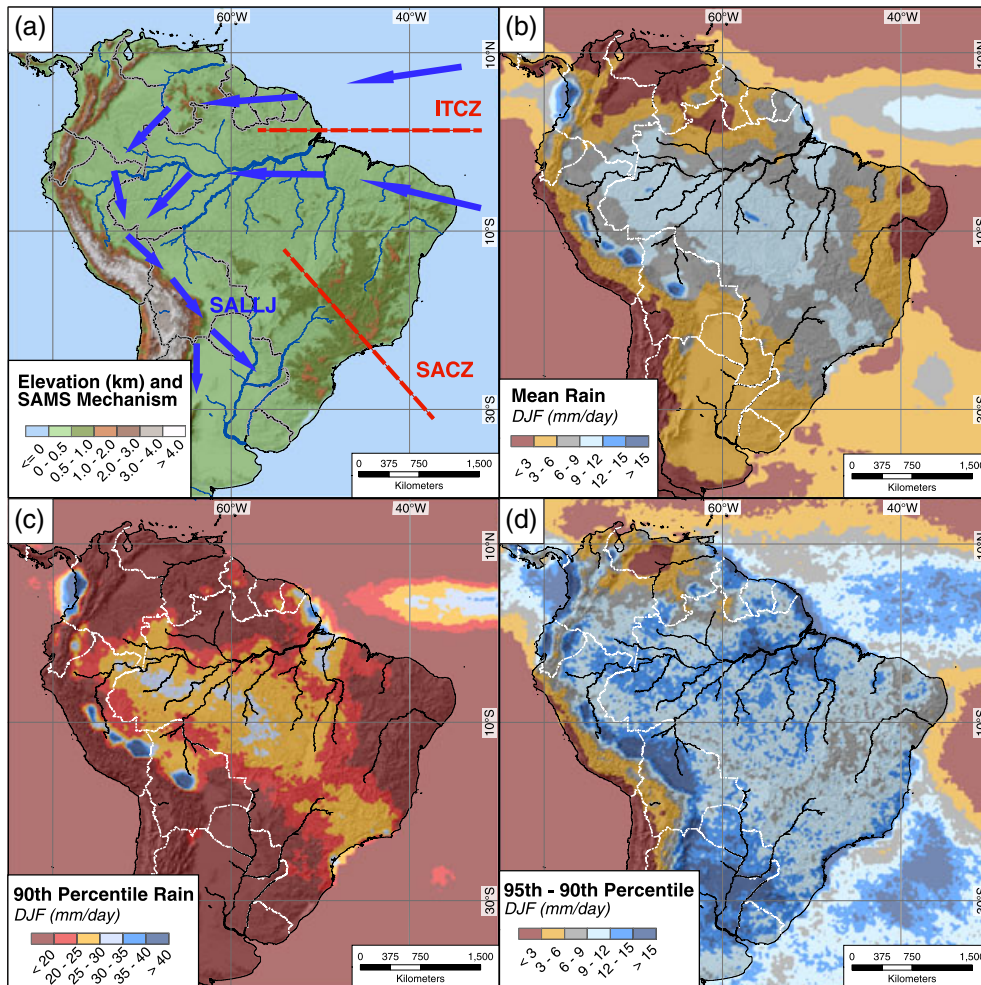 (a)
60°W
40°W
10°N
ITCZ
10°S
SALLJ
SACZ
30°S
Elevation (km) and
SAMS Mechanism
<= 0
0 - 0.5
0.5 - 1.0
1.0 - 2.0
2.0 - 3.0
3.0 - 4.0
> 4.0
0 375 750 1,500
Kilometers
(b)
60°W
40°W
10°N
10°S
30°S
Mean Rain
DJF (mm/day)
< 3
3 - 6
6 - 9
9 - 12
12 - 15
> 15
0 375 750 1,500
Kilometers
(c)
60°W
40°W
10°N
10°S
30°S
90th Percentile Rain
DJF (mm/day)
< 20
20 - 25
25 - 30
30 - 35
35 - 40
> 40
0 375 750 1,500
Kilometers
(d)
60°W
40°W
10°N
10°S
30°S
95th - 90th Percentile
DJF (mm/day)
< 3
3 - 6
6 - 9
9 - 12
12 - 15
> 15
0 375 750 1,500
Kilometers